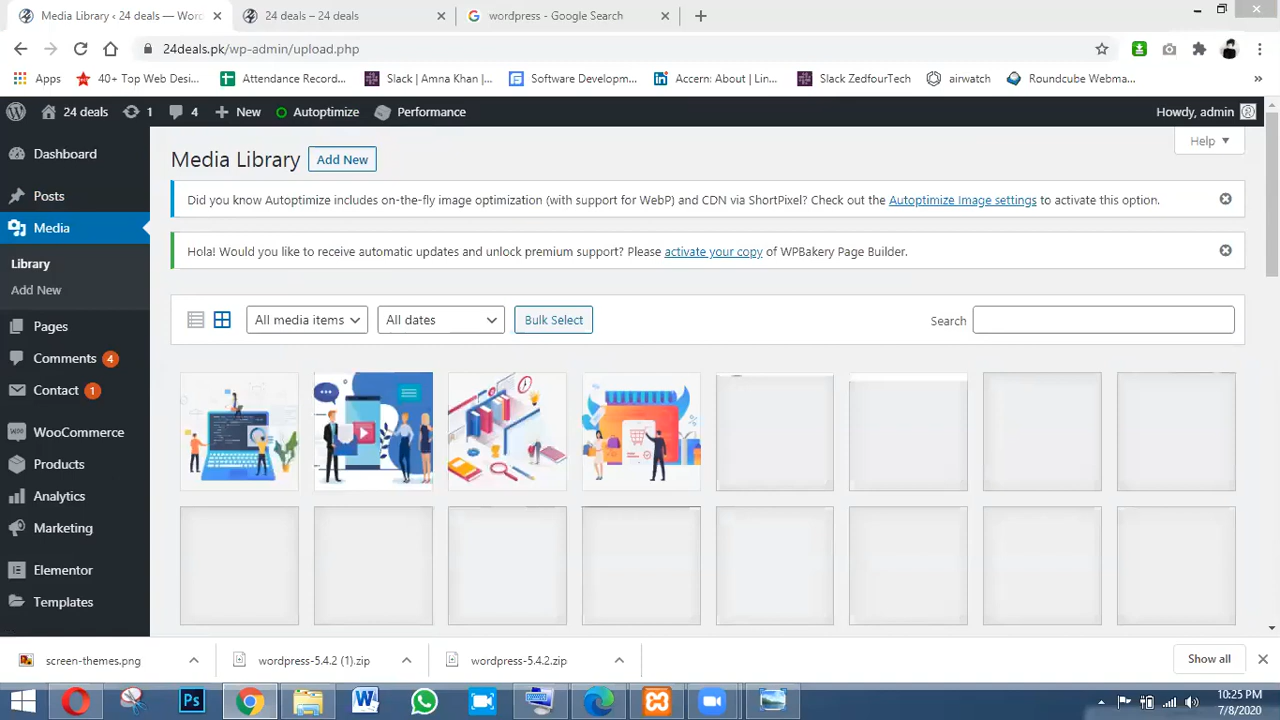 Media Library ‹ 24 deals — Worc
24 deals – 24 deals
wordpress - Google Search
24deals.pk/wp-admin/upload.php
Apps
40+ Top Web Desi...
Attendance Record...
Slack | Amna Khan |...
Software Developm...
Accern: About | Lin...
Slack ZedfourTech
airwatch
Roundcube Webma...
»
24 deals
1
4
New
Autoptimize
Performance
Howdy, admin
Dashboard
Posts
Media
Library
Add New
Pages
Comments 4
Contact 1
WooCommerce
Products
Analytics
Marketing
Elementor
Templates
Help
Media Library
Add New
Did you know Autoptimize includes on-the-fly image optimization (with support for WebP) and CDN via ShortPixel? Check out the Autoptimize Image settings to activate this option.
Hola! Would you like to receive automatic updates and unlock premium support? Please activate your copy of WPBakery Page Builder.
All media items
All dates
Bulk Select
Search
screen-themes.png
wordpress-5.4.2 (1).zip
wordpress-5.4.2.zip
Show all
Ps
10:25 PM
7/8/2020